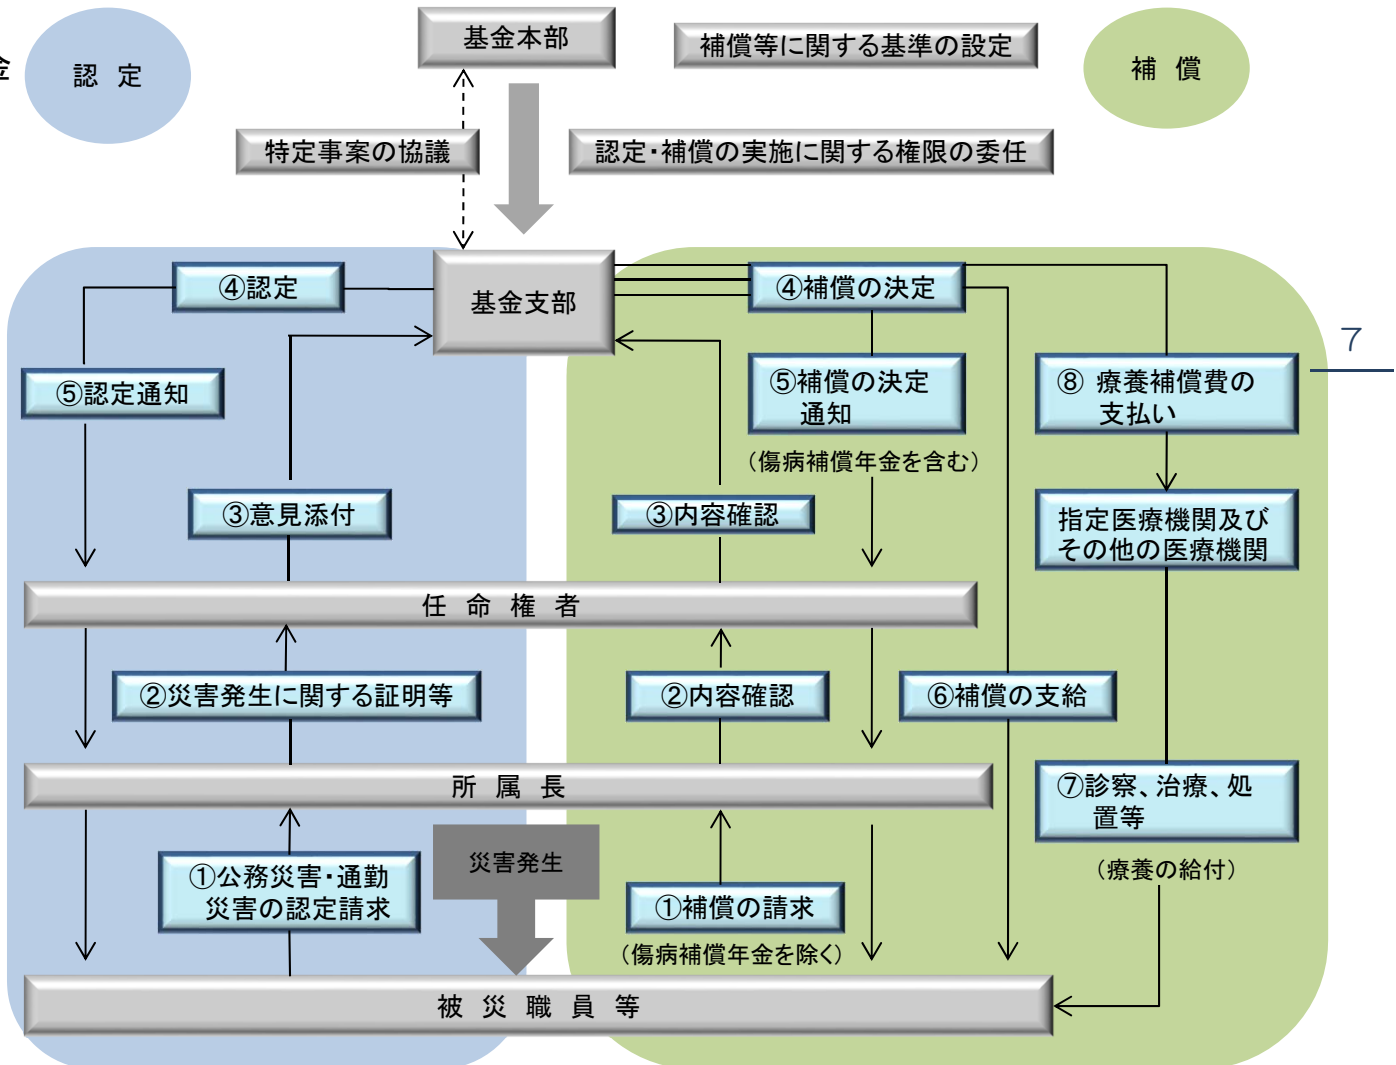 金
認 定
基金本部
補償等に関する基準の設定
補 償
特定事案の協議
認定・補償の実施に関する権限の委任
④認定
基金支部
④補償の決定
⑤認定通知
⑤補償の決定
通知
(傷病補償年金を含む)
⑧ 療養補償費の
支払い
7
③意見添付
③内容確認
指定医療機関及び
その他の医療機関
任 命 権 者
②災害発生に関する証明等
②内容確認
⑥補償の支給
所 属 長
⑦診察、治療、処
置等
(療養の給付)
災害発生
①公務災害・通勤
災害の認定請求
①補償の請求
(傷病補償年金を除く)
被 災 職 員 等